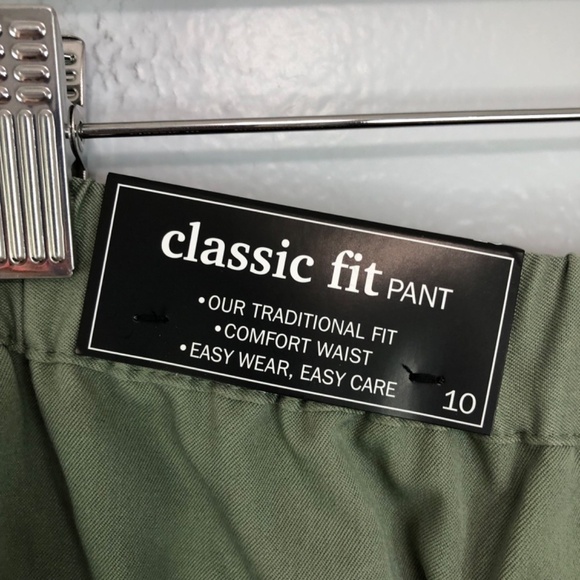 classic fit PANT
•OUR TRADITIONAL FIT
•COMFORT WAIST
•EASY WEAR, EASY CARE
10